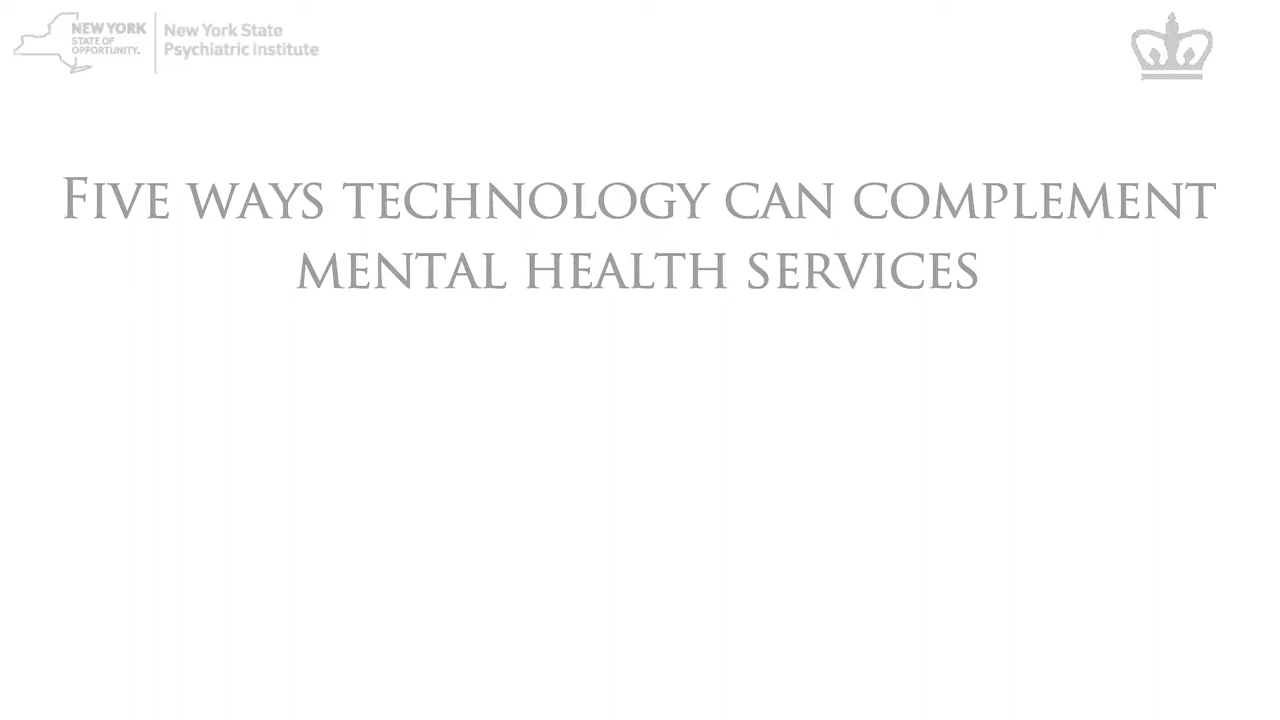 NEW YORK
STATE OF
OPPORTUNITY.
New York State
Psychiatric Institute
FIVE WAYS TECHNOLOGY CAN COMPLEMENT
MENTAL HEALTH SERVICES